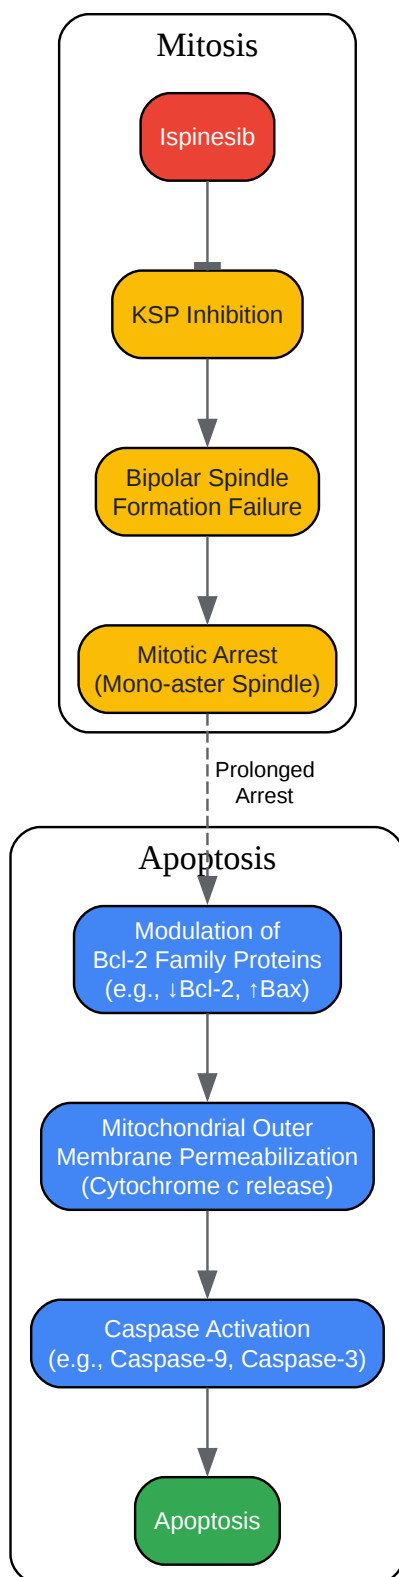 Mitosis
Ispinesib
KSP Inhibition
Bipolar Spindle
Formation Failure
Mitotic Arrest
(Mono-aster Spindle)
Prolonged
Arrest
Apoptosis
Modulation of
Bcl-2 Family Proteins
(e.g., ↓Bcl-2, ↑Bax)
Mitochondrial Outer
Membrane Permeabilization
(Cytochrome c release)
Caspase Activation
(e.g., Caspase-9, Caspase-3)
Apoptosis